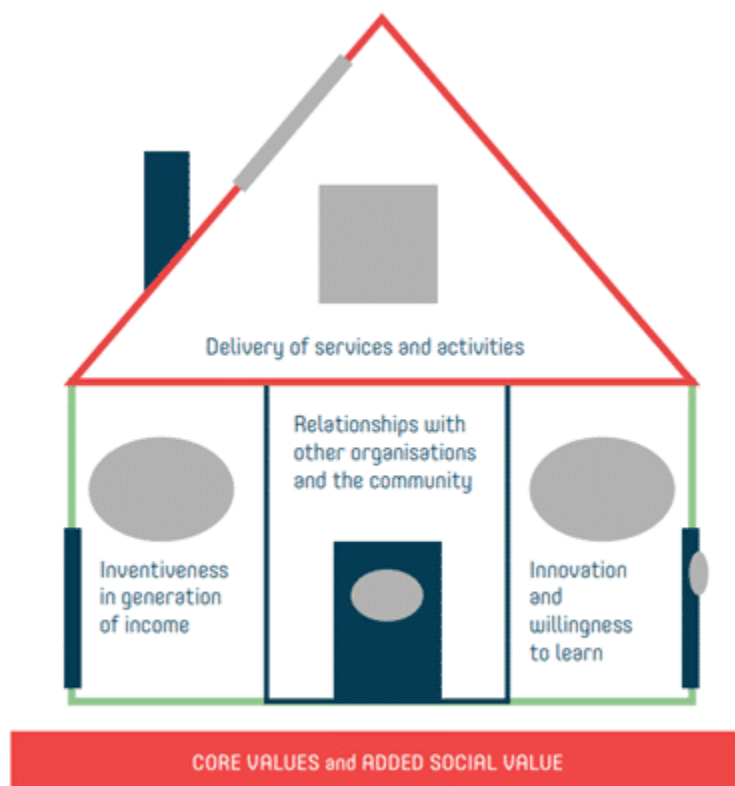 Delivery of services and activities
Relationships with
other organisations
and the community
Inventiveness
in generation
of income
Innovation
and
willingness
to learn
CORE VALUES and ADDED SOCIAL VALUE